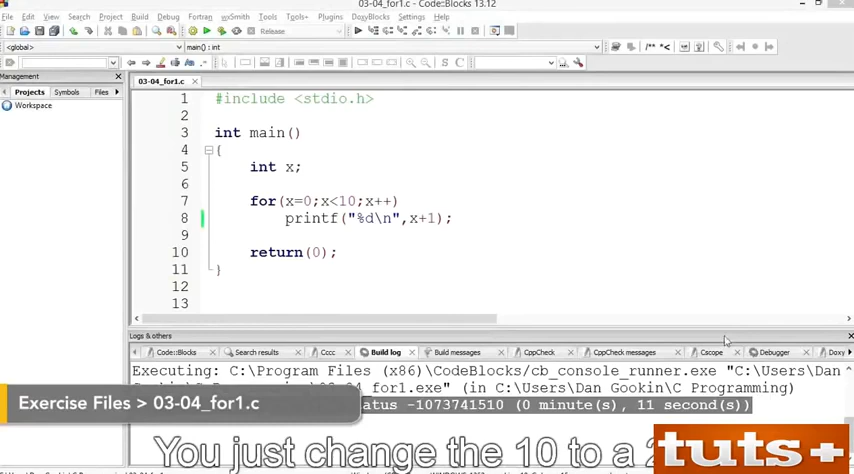 03-04_for1.c - Code::Blocks 13.12
File Edit View Search Project Build Debug Fortran wxSmith Tools Tools+ Plugins DoxyBlocks Settings Help
Release
<global> main() : int
/** *<
S C
Management
03-04_for1.c
Projects Symbols Files
Workspace
1 #include <stdio.h>
2
3 int main()
4 {
5 int x;
6
7 for(x=0;x<10;x++)
8 printf("%d\n",x+1);
9
10 return(0);
11 }
12
13
Logs & others
Code::Blocks Search results Cccc Build log Build messages CppCheck CppCheck messages Cscope Debugger Doxy
Executing: C:\Program Files (x86)\CodeBlocks/cb_console_runner.exe "C:\Users\Dan
03-04_for1.exe" (in C:\Users\Dan Gookin\C Programming)
Exercise Files > 03-04_for1.c
atus -1073741510 (0 minute(s), 11 second(s))
You just change the 10 to a 2
tuts+